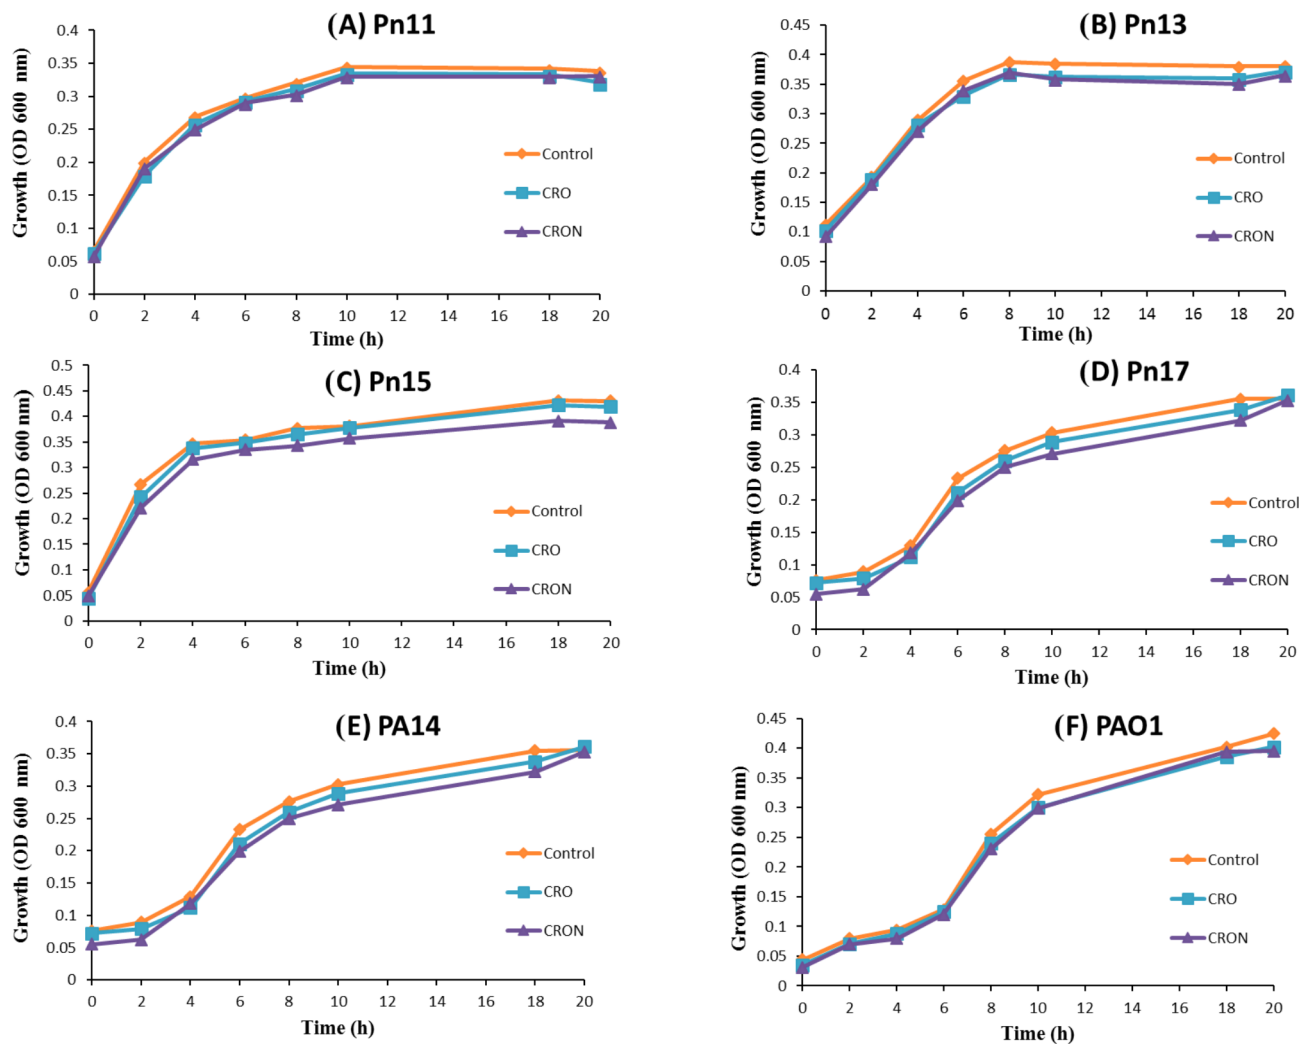 (A) Pn11
Growth (OD 600 nm)
0.4
0.35
0.3
0.25
0.2
0.15
0.1
0.05
0
0 2 4 6 8 10 12 14 16 18 20
Time (h)
Control
CRO
CRON
(B) Pn13
Growth (OD 600 nm)
0.45
0.4
0.35
0.3
0.25
0.2
0.15
0.1
0.05
0
0 2 4 6 8 10 12 14 16 18 20
Time (h)
Control
CRO
CRON
(C) Pn15
Growth (OD 600 nm)
0.5
0.45
0.4
0.35
0.3
0.25
0.2
0.15
0.1
0.05
0
0 2 4 6 8 10 12 14 16 18 20
Time (h)
Control
CRO
CRON
(D) Pn17
Growth (OD 600 nm)
0.4
0.35
0.3
0.25
0.2
0.15
0.1
0.05
0
0 2 4 6 8 10 12 14 16 18 20
Time (h)
Control
CRO
CRON
(E) PA14
Growth (OD 600 nm)
0.4
0.35
0.3
0.25
0.2
0.15
0.1
0.05
0
0 2 4 6 8 10 12 14 16 18 20
Time (h)
Control
CRO
CRON
(F) PAO1
Growth (OD 600 nm)
0.45
0.4
0.35
0.3
0.25
0.2
0.15
0.1
0.05
0
0 2 4 6 8 10 12 14 16 18 20
Time (h)
Control
CRO
CRON